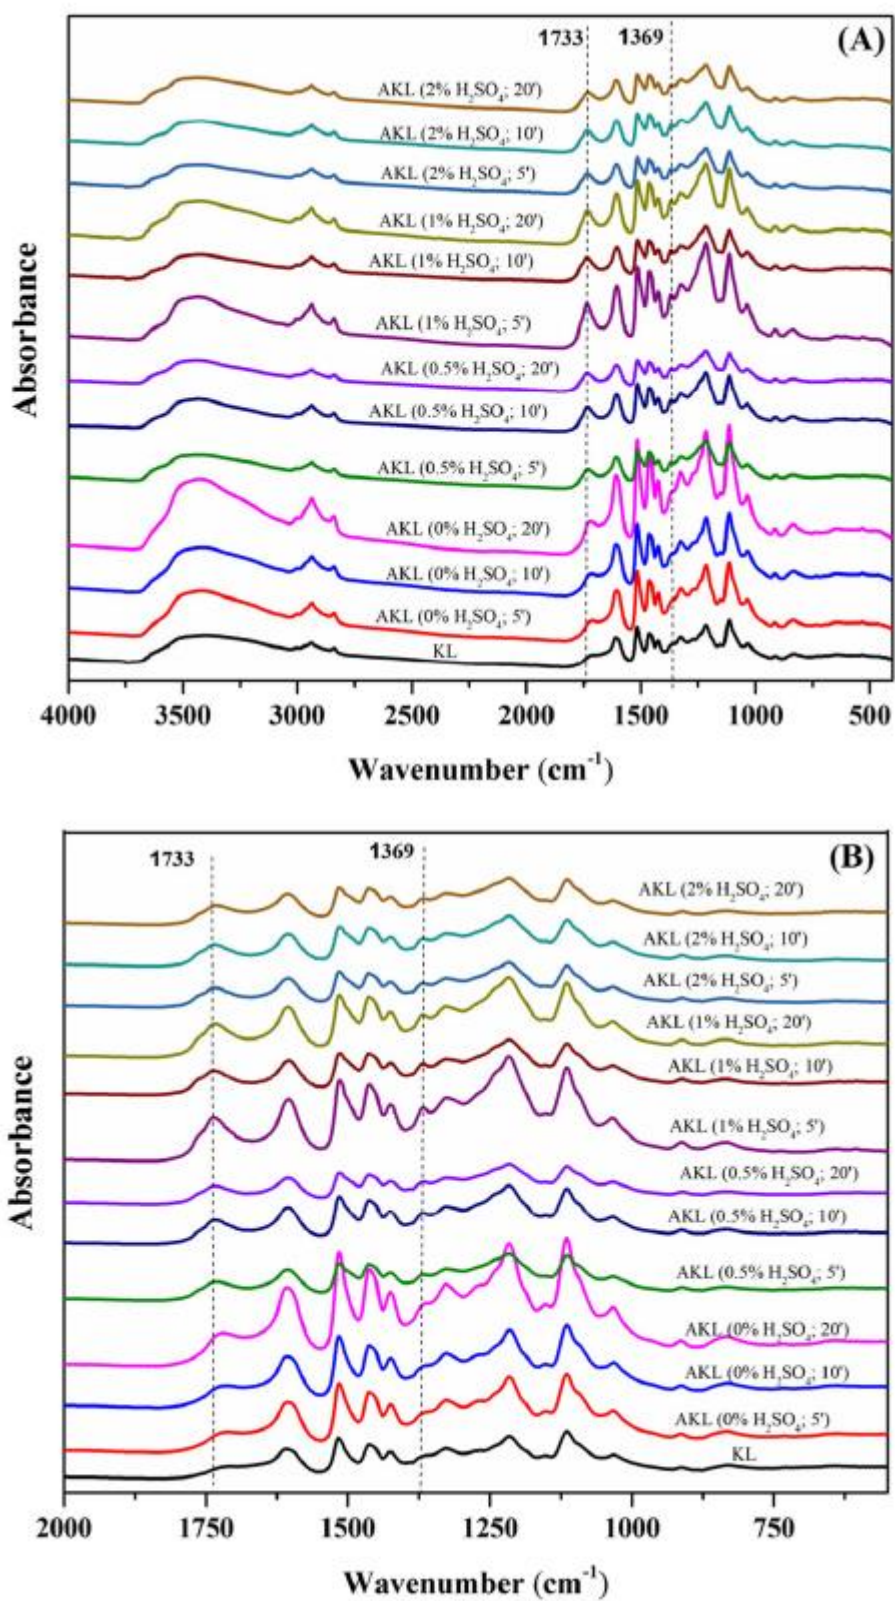 1733 1369 (A)
AKL (2% H₂SO₄; 20')
AKL (2% H₂SO₄; 10')
AKL (2% H₂SO₄; 5')
AKL (1% H₂SO₄; 20')
AKL (1% H₂SO₄; 10')
AKL (1% H₂SO₄; 5')
AKL (0.5% H₂SO₄; 20')
AKL (0.5% H₂SO₄; 10')
AKL (0.5% H₂SO₄; 5')
AKL (0% H₂SO₄; 20')
AKL (0% H₂SO₄; 10')
AKL (0% H₂SO₄; 5')
KL
Absorbance
4000 3500 3000 2500 2000 1500 1000 500
Wavenumber (cm⁻¹)
1733 1369 (B)
AKL (2% H₂SO₄; 20')
AKL (2% H₂SO₄; 10')
AKL (2% H₂SO₄; 5')
AKL (1% H₂SO₄; 20')
AKL (1% H₂SO₄; 10')
AKL (1% H₂SO₄; 5')
AKL (0.5% H₂SO₄; 20')
AKL (0.5% H₂SO₄; 10')
AKL (0.5% H₂SO₄; 5')
AKL (0% H₂SO₄; 20')
AKL (0% H₂SO₄; 10')
AKL (0% H₂SO₄; 5')
KL
Absorbance
2000 1750 1500 1250 1000 750
Wavenumber (cm⁻¹)